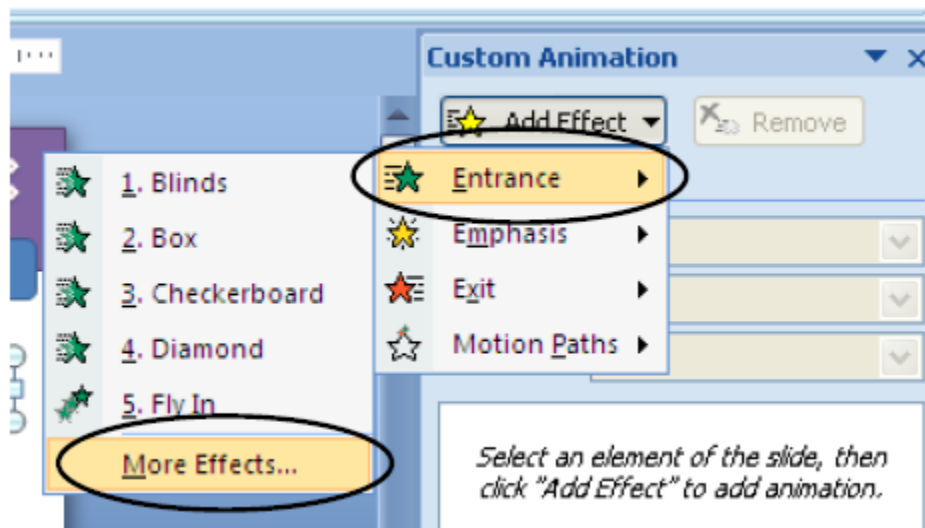 Custom Animation
Add Effect
Remove
Entrance
Emphasis
Exit
Motion Paths
1. Blinds
2. Box
3. Checkerboard
4. Diamond
5. Fly In
More Effects...
Select an element of the slide, then
click "Add Effect" to add animation.